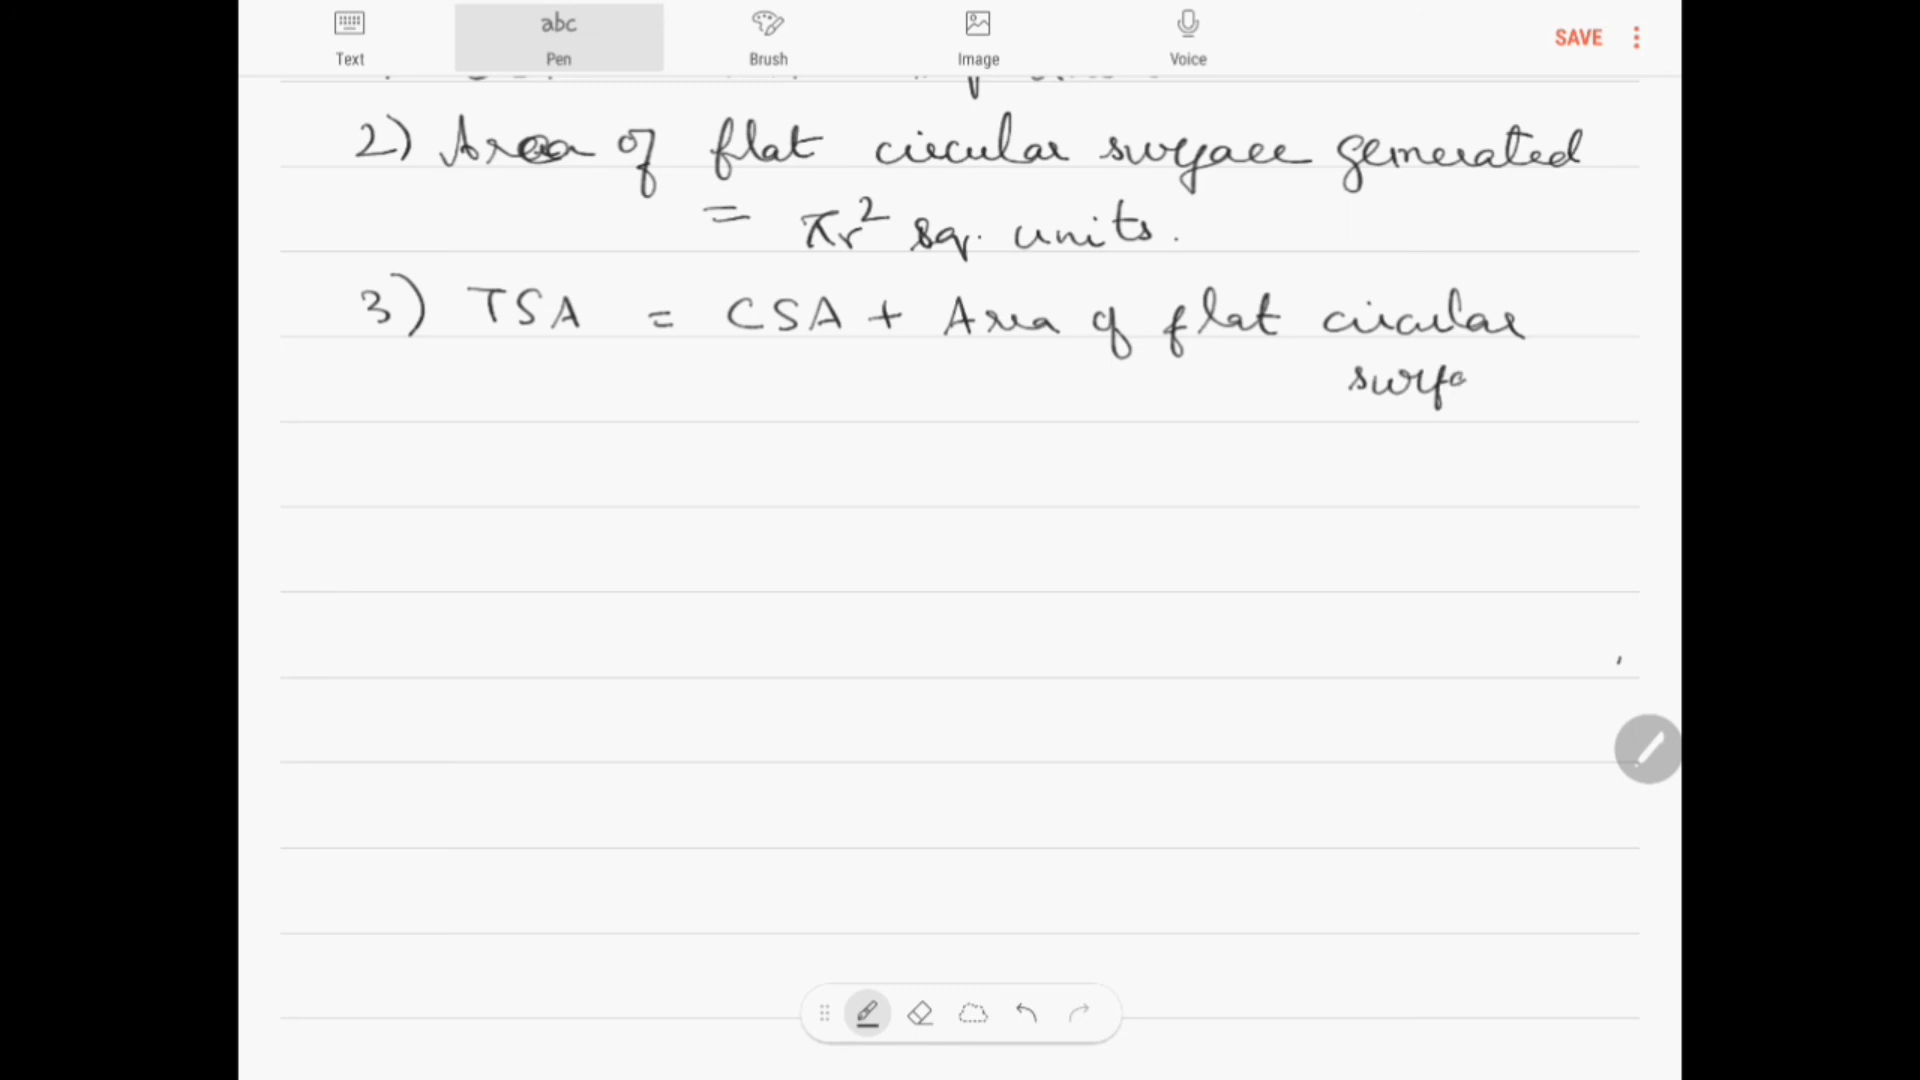 abc
Text Pen Brush Image Voice SAVE
2) Area of flat circular surface generated
= πr² sq. units.
3) TSA = CSA + Area of flat circular
surfa